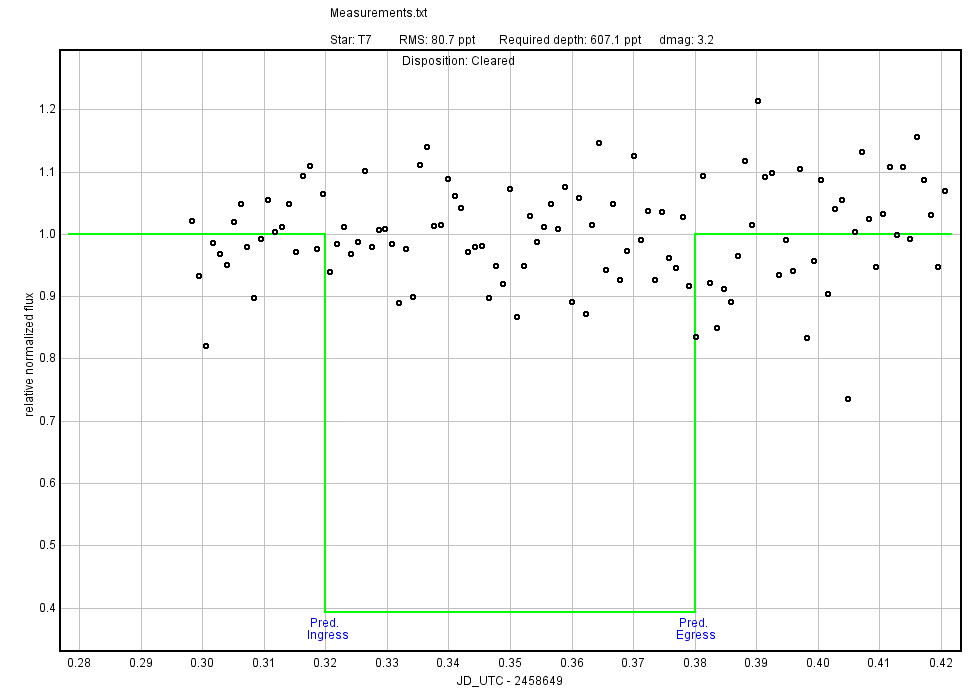 Measurements.txt
Star: T7 RMS: 80.7 ppt Required depth: 607.1 ppt dmag: 3.2
Disposition: Cleared
relative normalized flux
1.2
1.1
1.0
0.9
0.8
0.7
0.6
0.5
0.4
Pred.
Ingress
Pred.
Egress
0.28 0.29 0.30 0.31 0.32 0.33 0.34 0.35 0.36 0.37 0.38 0.39 0.40 0.41 0.42
JD_UTC - 2458649